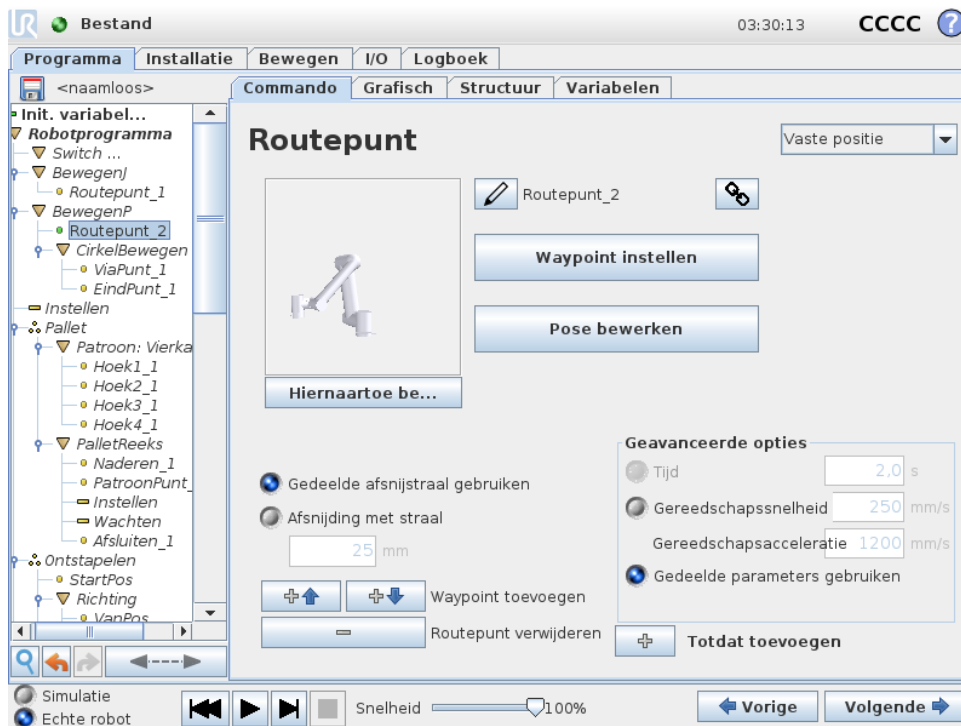 UR Bestand 03:30:13 CCCC ?
Programma Installatie Bewegen I/O Logboek
<naamloos>
Commando Grafisch Structuur Variabelen
Init. variabel...
Robotprogramma
Switch ...
BewegenJ
Routepunt_1
BewegenP
Routepunt_2
CirkelBewegen
ViaPunt_1
EindPunt_1
Instellen
Pallet
Patroon: Vierka
Hoek1_1
Hoek2_1
Hoek3_1
Hoek4_1
PalletReeks
Naderen_1
PatroonPunt_
Instellen
Wachten
Afsluiten_1
Ontstapelen
StartPos
Richting
VanPos
Routepunt
Vaste positie
Routepunt_2
Waypoint instellen
Pose bewerken
Hiernaartoe be...
Gedeelde afsnijstraal gebruiken
Afsnijding met straal
25 mm
Waypoint toevoegen
Routepunt verwijderen
Geavanceerde opties
Tijd 2,0 s
Gereedschapssnelheid 250 mm/s
Gereedschapsacceleratie 1200 mm/s
Gedeelde parameters gebruiken
Totdat toevoegen
Simulatie
Echte robot
Snelheid 100%
Vorige Volgende